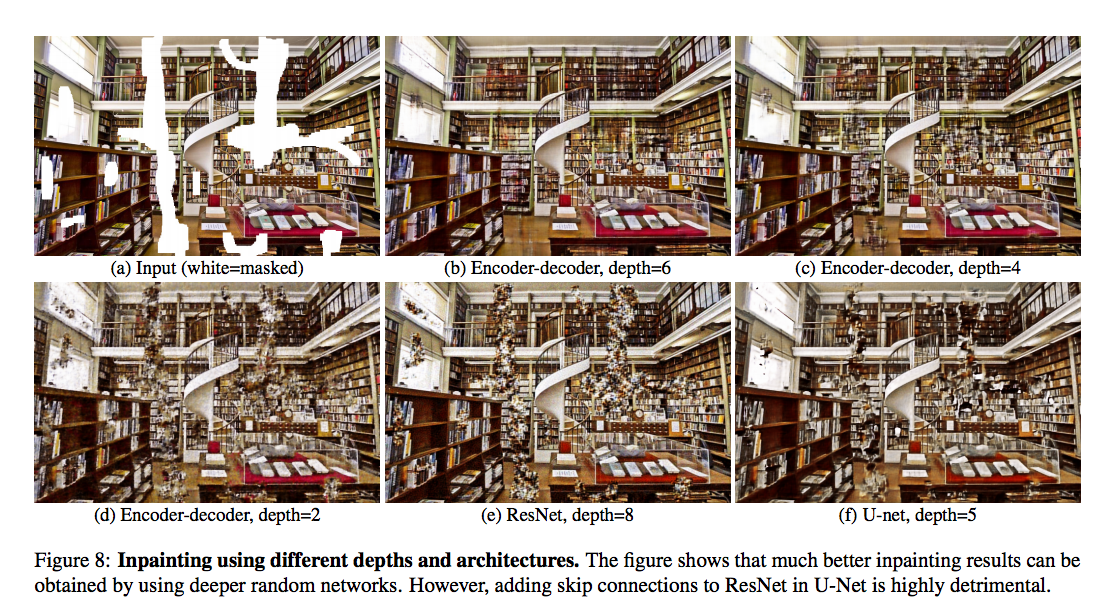 (a) Input (white=masked)
(b) Encoder-decoder, depth=6
(c) Encoder-decoder, depth=4
(d) Encoder-decoder, depth=2
(e) ResNet, depth=8
(f) U-net, depth=5
Figure 8: Inpainting using different depths and architectures. The figure shows that much better inpainting results can be
obtained by using deeper random networks. However, adding skip connections to ResNet in U-Net is highly detrimental.